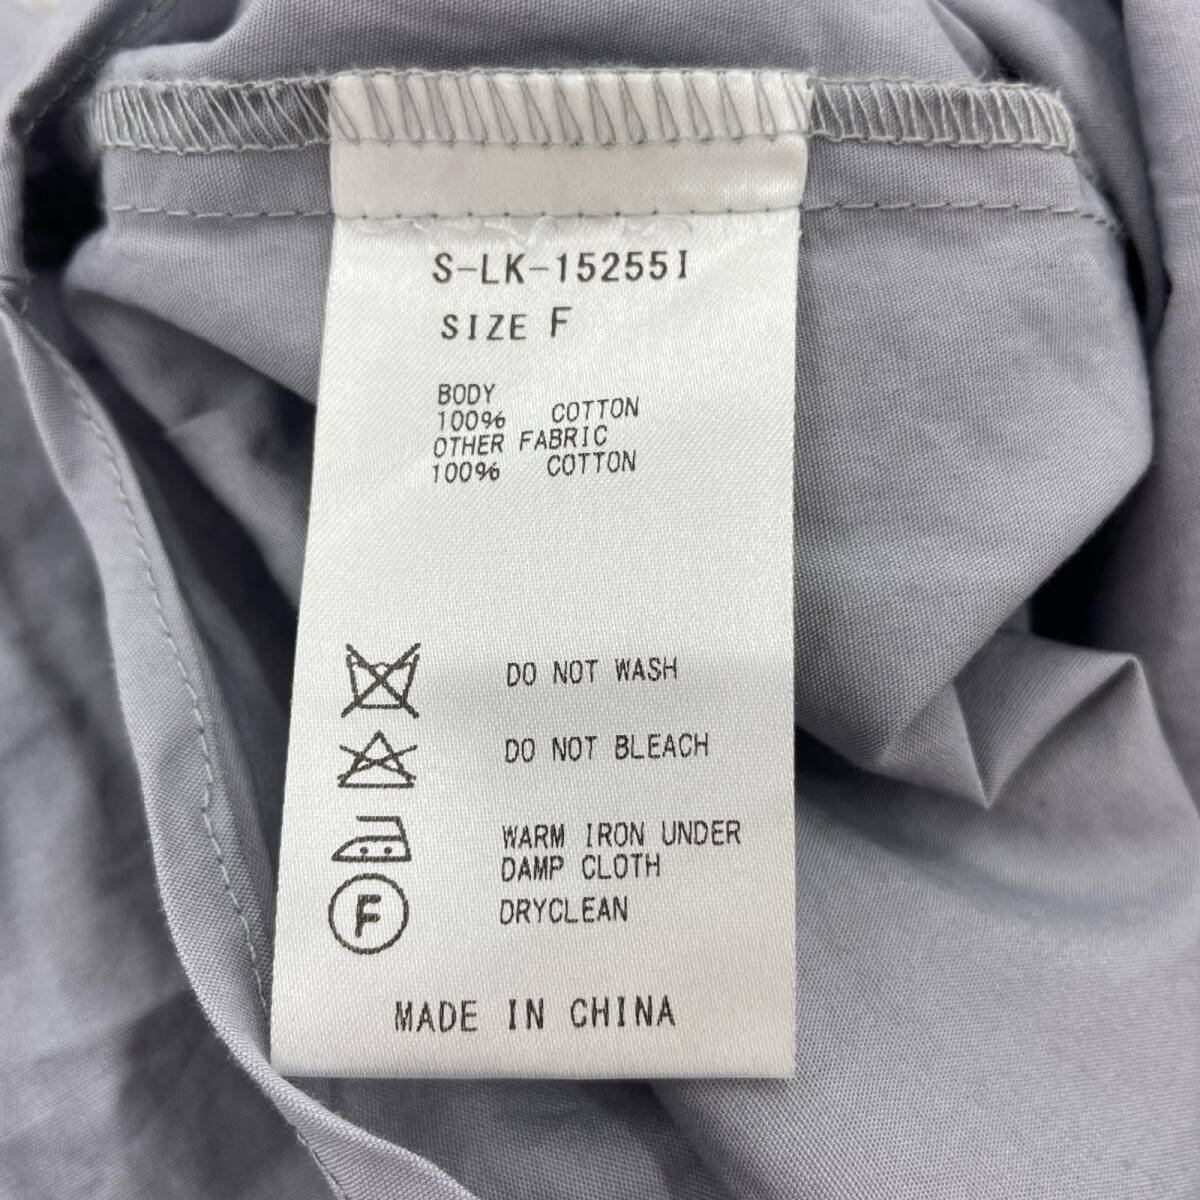 S-LK-15255I
SIZE F
BODY
100% COTTON
OTHER FABRIC
100% COTTON
DO NOT WASH
DO NOT BLEACH
WARM IRON UNDER
DAMP CLOTH
F DRYCLEAN
MADE IN CHINA